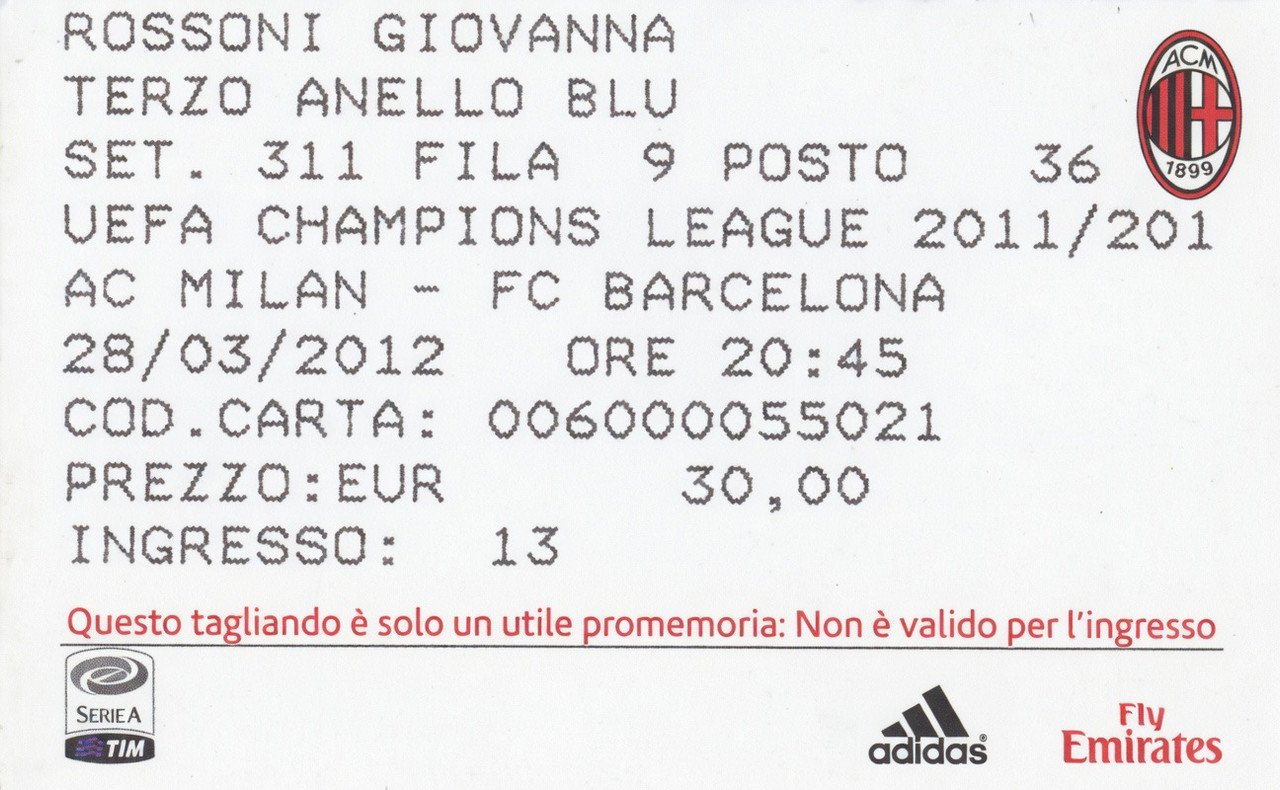 ROSSONI GIOVANNA
TERZO ANELLO BLU
SET. 311 FILA 9 POSTO 36
UEFA CHAMPIONS LEAGUE 2011/201
AC MILAN - FC BARCELONA
28/03/2012 ORE 20:45
COD.CARTA: 0060000055021
PREZZO:EUR 30,00
INGRESSO: 13
ACM
1899
Questo tagliando è solo un utile promemoria: Non è valido per l'ingresso
SERIE A
TIM
adidas®
Fly
Emirates